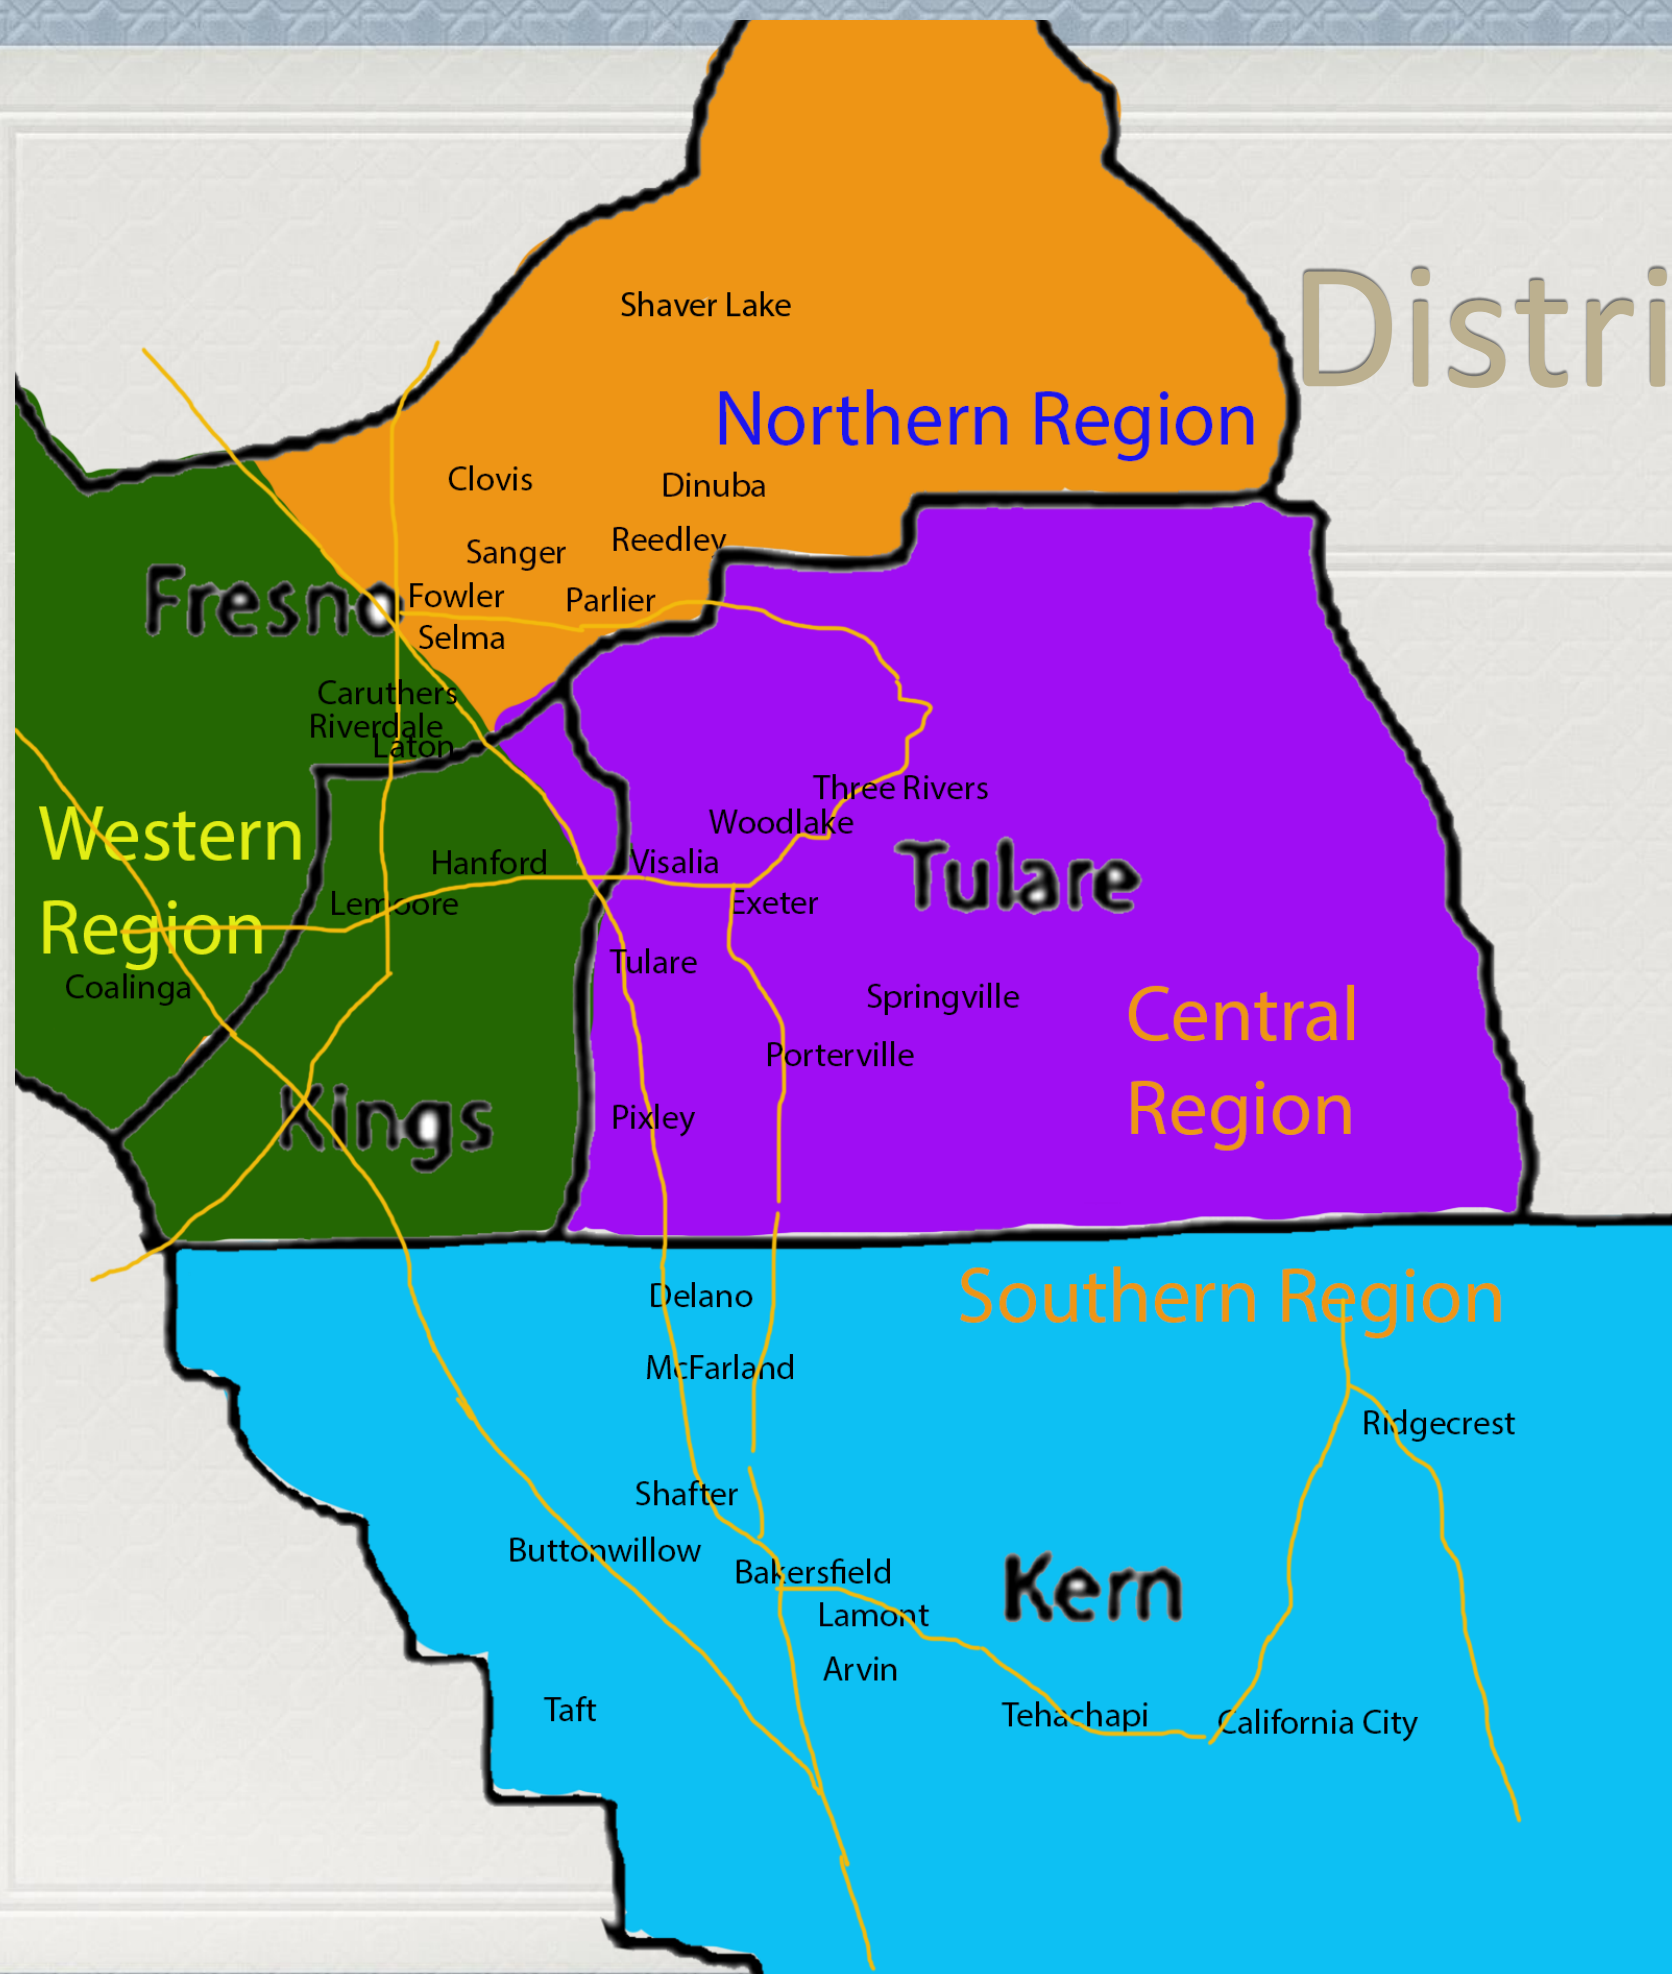 Shaver Lake
Distri
Northern Region
Clovis
Dinuba
Sanger
Reedley
Fresno
Fowler
Parlier
Selma
Caruthers
Riverdale
Laton
Three Rivers
Woodlake
Western
Region
Hanford
Visalia
Tulare
Lemoore
Exeter
Tulare
Coalinga
Springville
Central
Region
Porterville
Kings
Pixley
Delano
Southern Region
McFarland
Ridgecrest
Shafter
Buttonwillow
Bakersfield
Kern
Lamont
Arvin
Taft
Tehachapi
California City